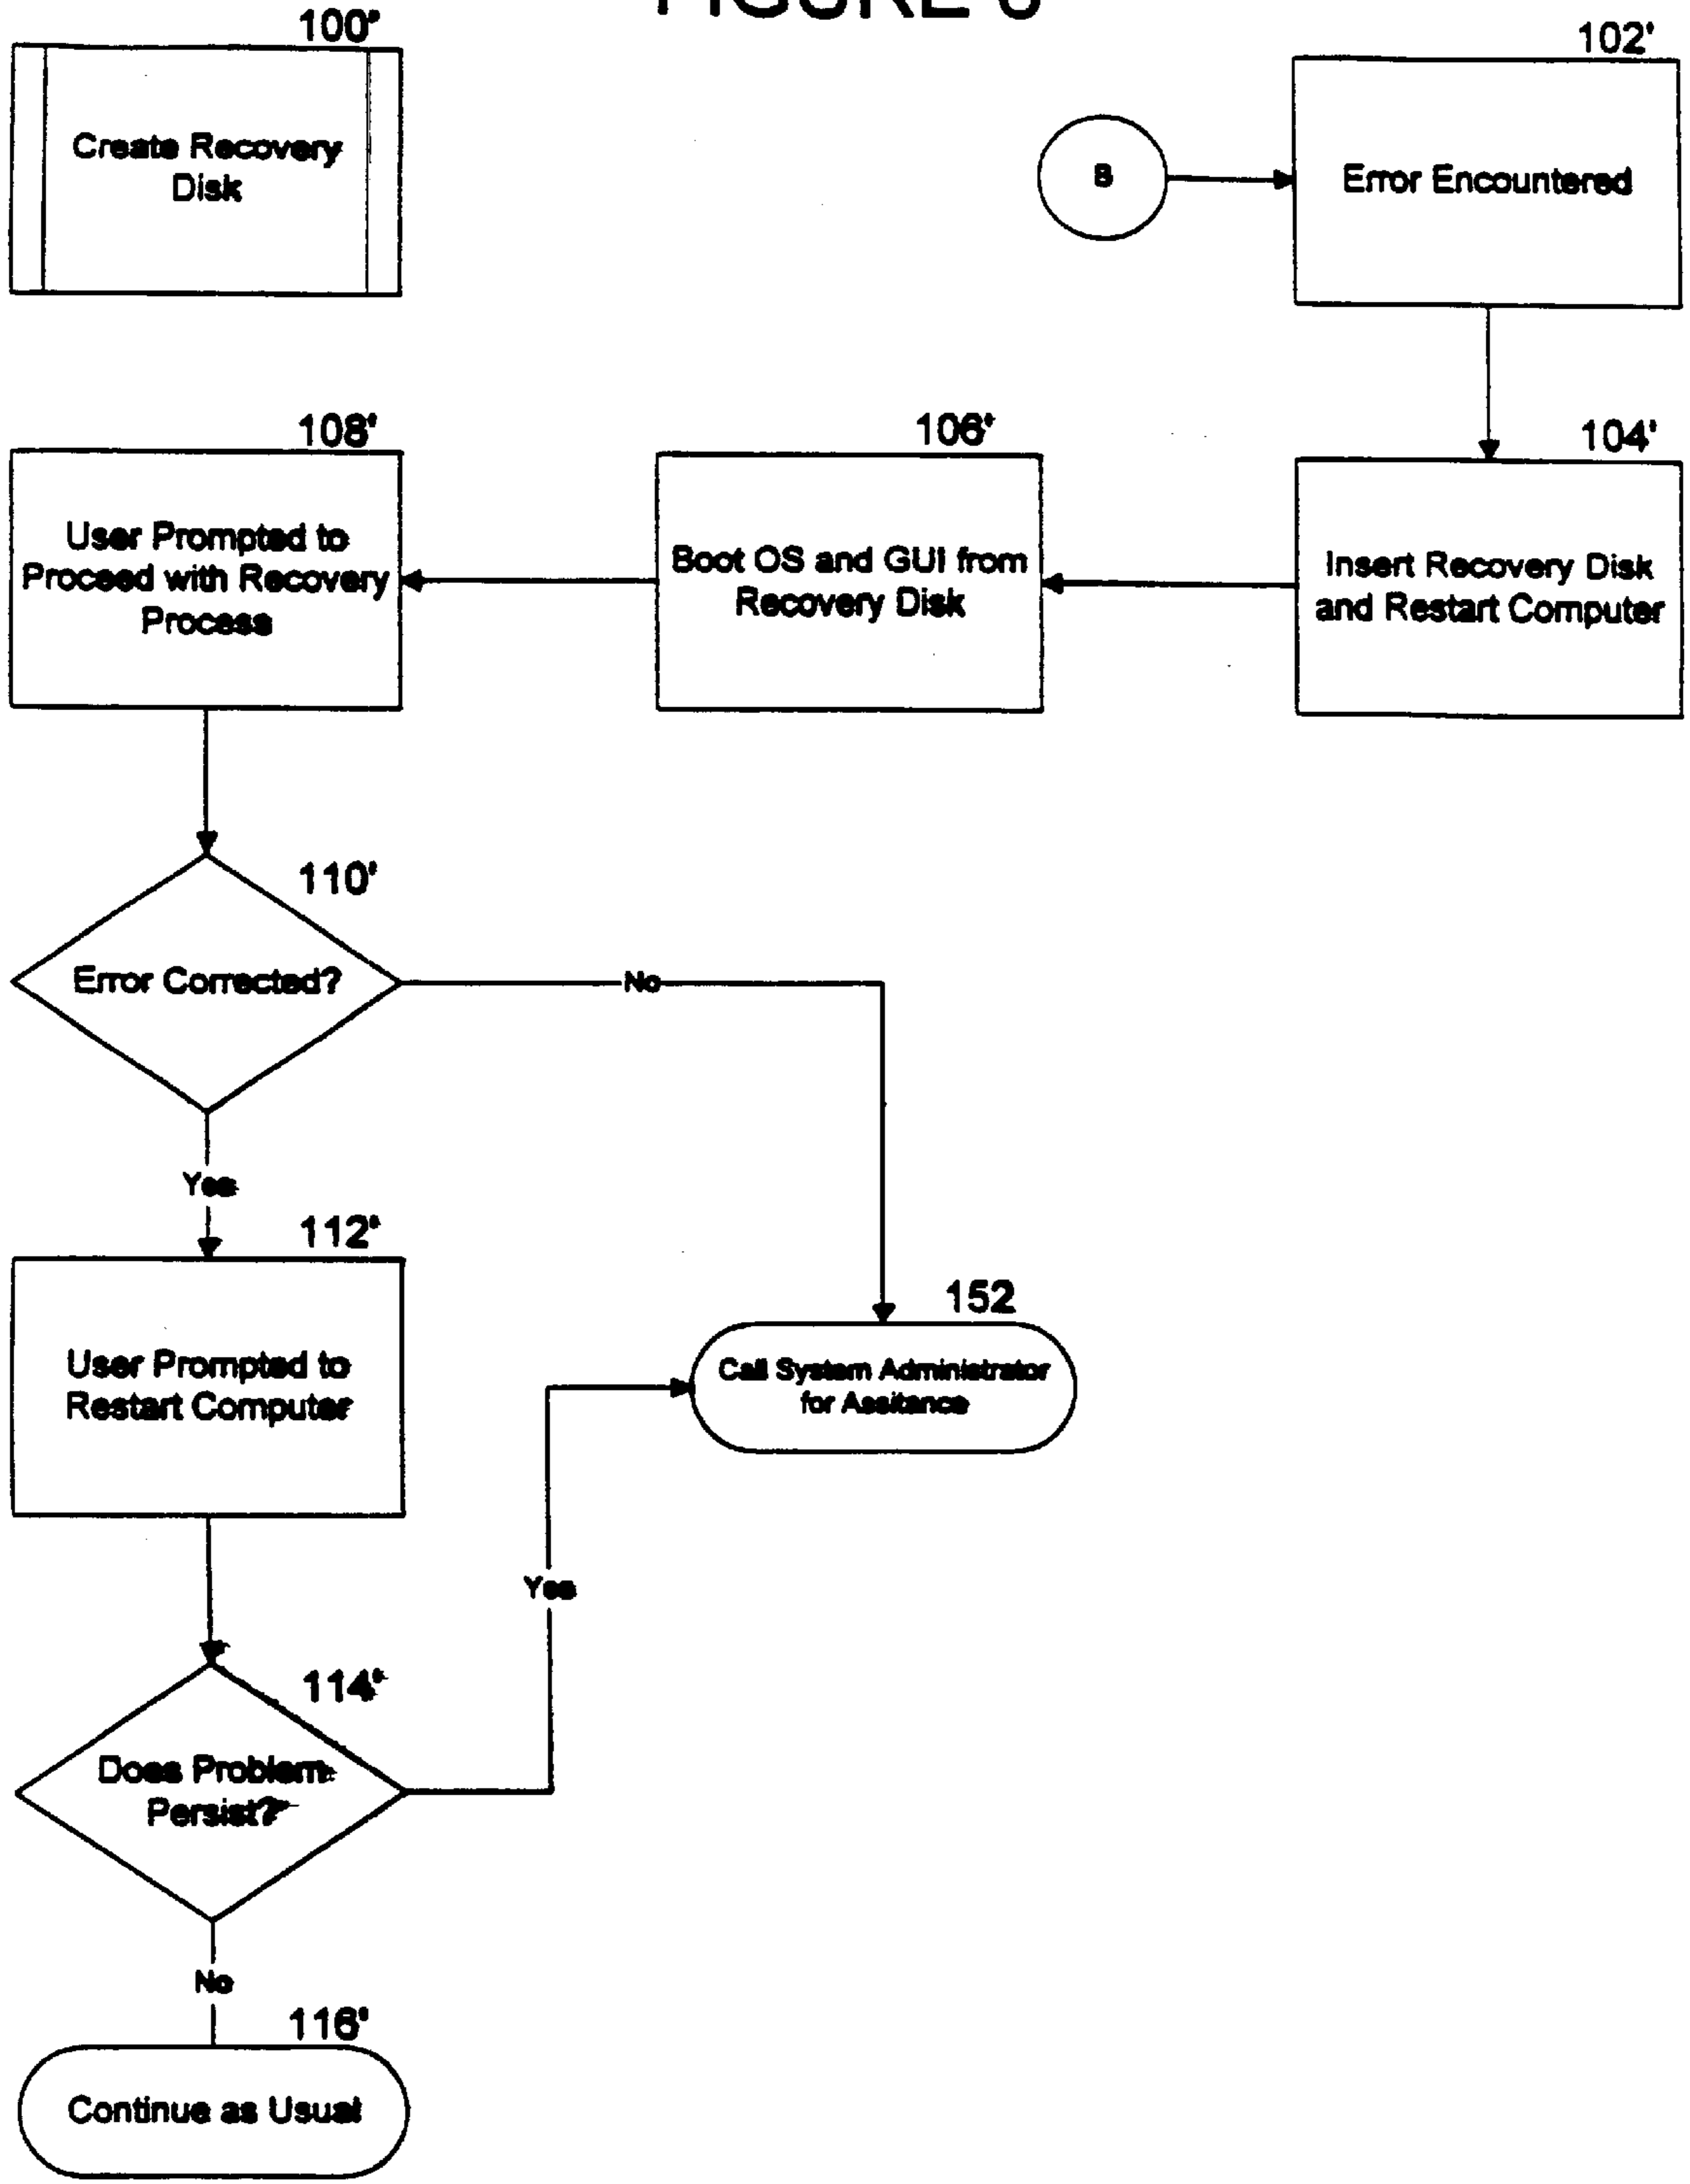 FIGURE
100"
Create Recovery
Disk
102'
B
Error Encountered
108'
User Prompted to
Proceed with Recovery
Process
106'
Boot OS and GUI from
Recovery Disk
104'
Insert Recovery Disk
and Restart Computer
110'
Error Corrected?
No
Yes
112'
User Prompted to
Restart Computer
152
Call System Administrator
for Assitance
Yes
114'
Does Problem
Persist?
No
116'
Continue as Usual